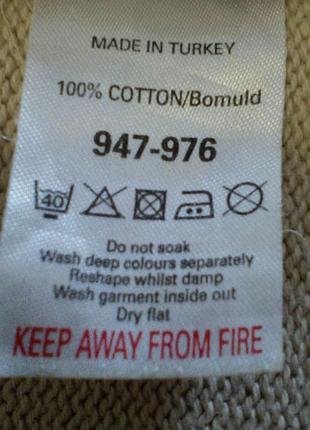 MADE IN TURKEY
100% COTTON/Bomuld
947-976
40
Do not soak
Wash deep colours separately
Reshape whilst damp
Wash garment inside out
Dry flat
KEEP AWAY FROM FIRE